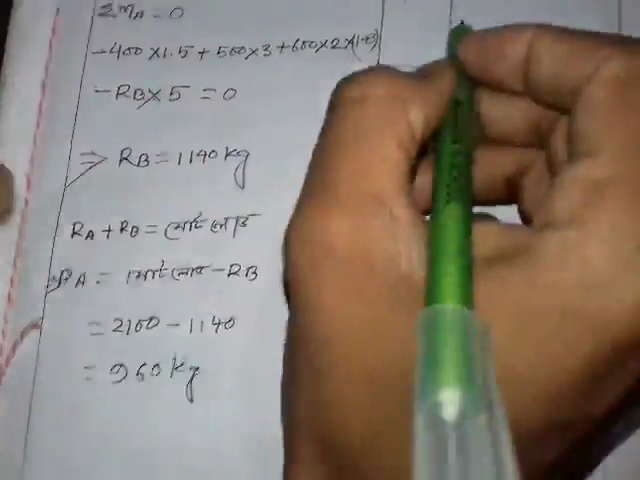 ΣMA = 0
-400×1.5 + 500×3 + 600×2×
-RB×5 = 0
⇒ RB = 1140 kg
RA + RB = মোট লোড
RA = মোট লোড - RB
= 2100 - 1140
= 960 kg